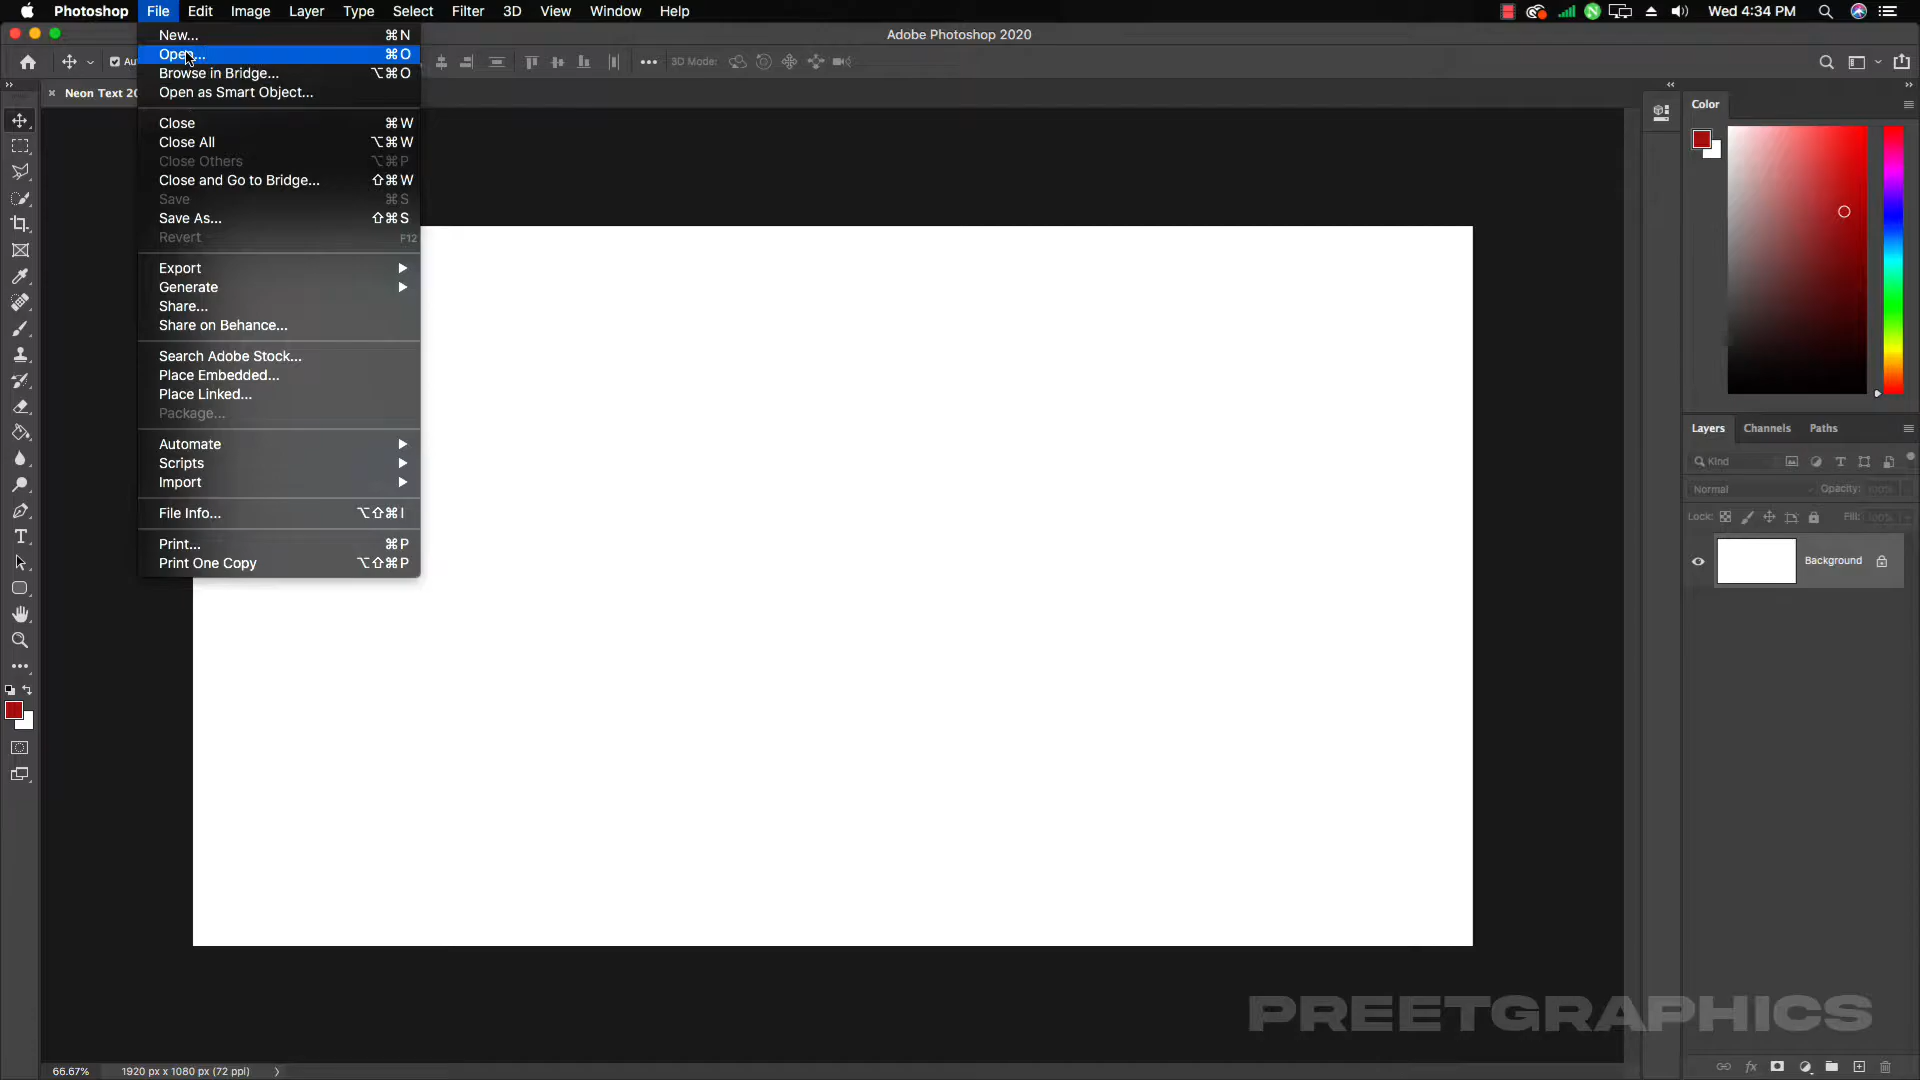 Photoshop File Edit Image Layer Type Select Filter 3D View Window Help Wed 4:34 PM
Adobe Photoshop 2020
3D Mode:
Neon Text
New... ⌘N
Open... ⌘O
Browse in Bridge... ⌥⌘O
Open as Smart Object...
Close ⌘W
Close All ⌥⌘W
Close Others ⌥⌘P
Close and Go to Bridge... ⇧⌘W
Save ⌘S
Save As... ⇧⌘S
Revert F12
Export
Generate
Share...
Share on Behance...
Search Adobe Stock...
Place Embedded...
Place Linked...
Package...
Automate
Scripts
Import
File Info... ⌥⇧⌘I
Print... ⌘P
Print One Copy ⌥⇧⌘P
Color
Layers Channels Paths
Kind
Normal Opacity: 100%
Lock: Fill: 100%
Background
PREETGRAPHICS
66.67% 1920 px x 1080 px (72 ppi)